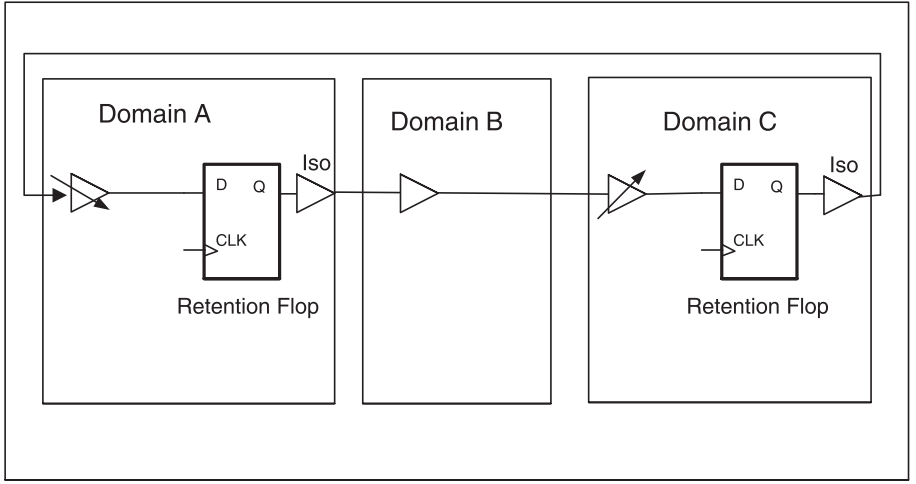 Domain A
Domain B
Domain C
Iso
Iso
D Q
D Q
CLK
CLK
Retention Flop
Retention Flop